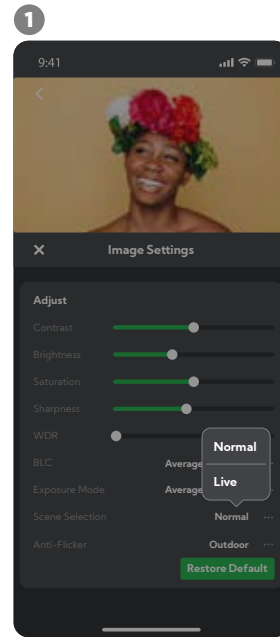 1
9:41
Image Settings
Adjust
Contrast
Brightness
Saturation
Sharpness
WDR
BLC Average
Exposure Mode Average
Normal
Live
Scene Selection Normal
Anti-Flicker Outdoor
Restore Default